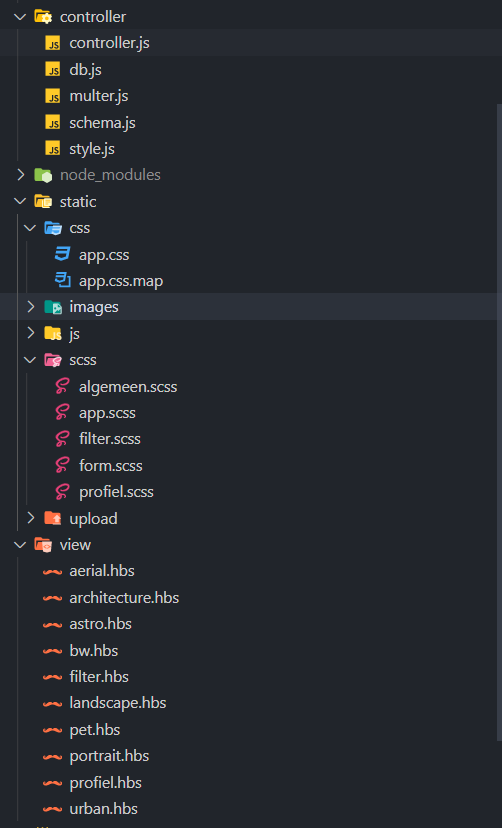 controller
controller.js
db.js
multer.js
schema.js
style.js
node_modules
static
css
app.css
app.css.map
images
js
scss
algemeen.scss
app.scss
filter.scss
form.scss
profiel.scss
upload
view
aerial.hbs
architecture.hbs
astro.hbs
bw.hbs
filter.hbs
landscape.hbs
pet.hbs
portrait.hbs
profiel.hbs
urban.hbs